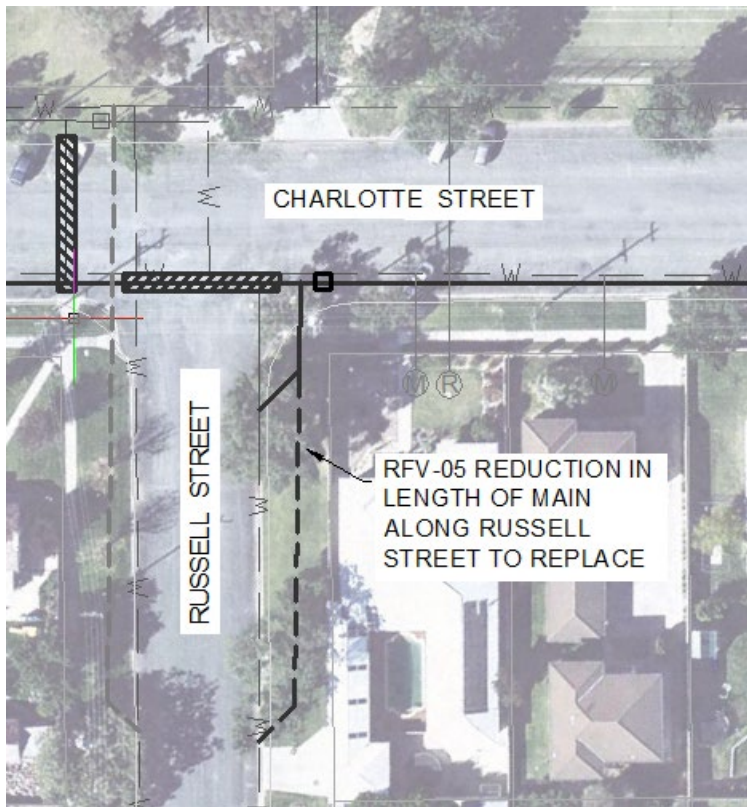 W
W
W
W
W
CHARLOTTE STREET
W
W
W
W
M
R
M
RUSSELL STREET
RFV-05 REDUCTION IN
LENGTH OF MAIN
ALONG RUSSELL
STREET TO REPLACE
W
W
W